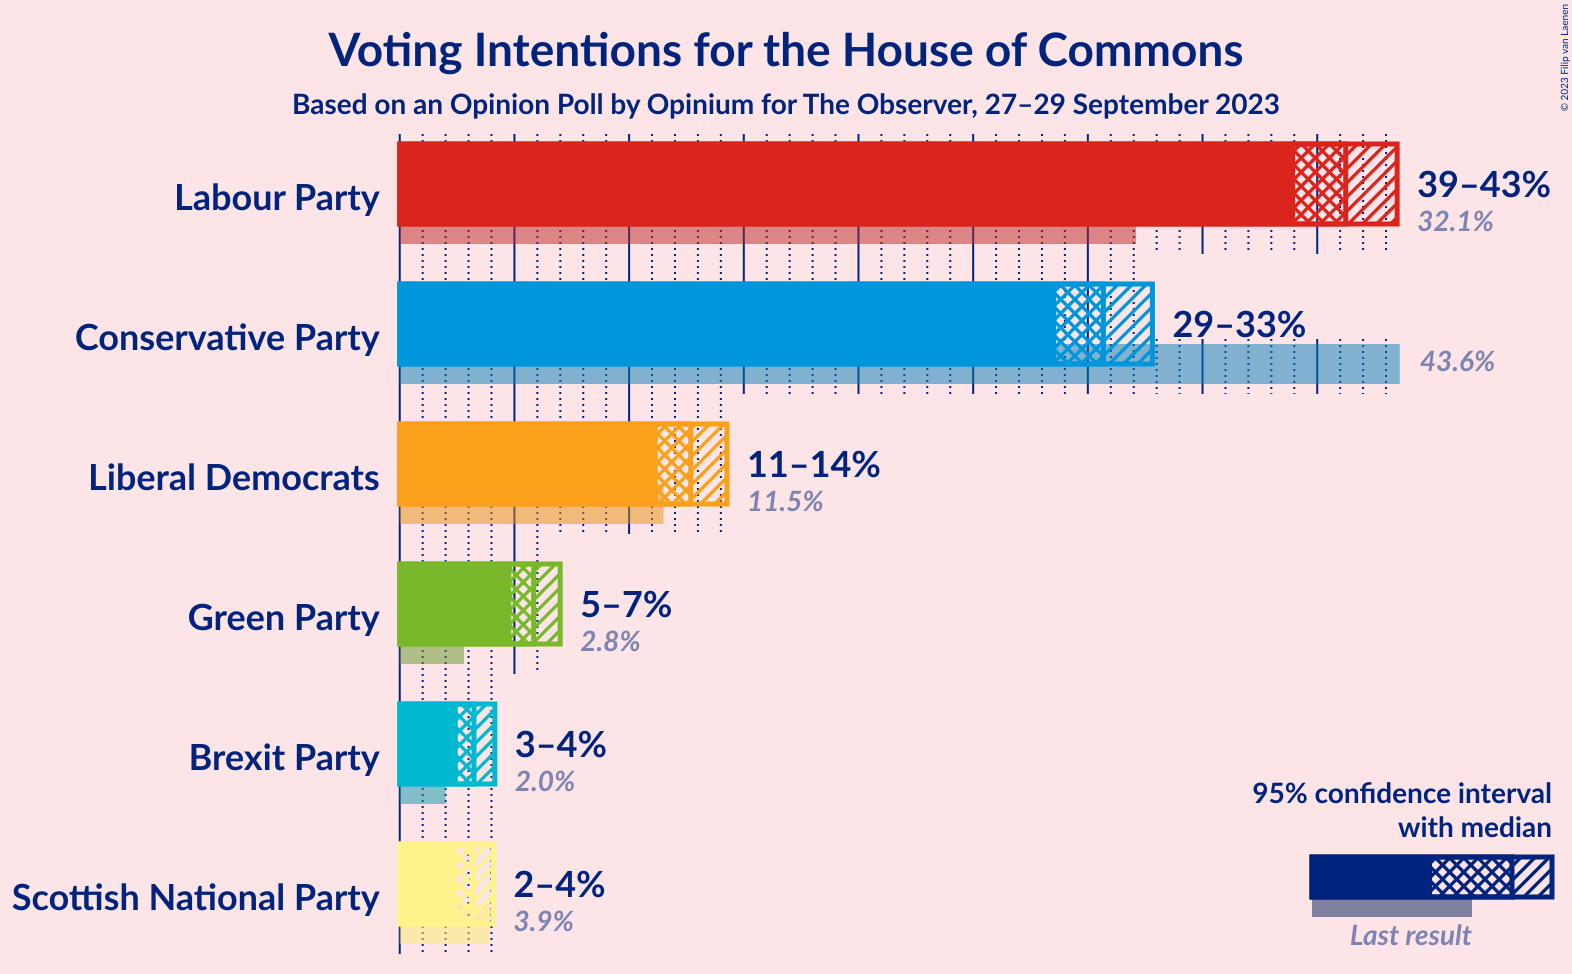 Voting Intentions for the House of Commons
Based on an Opinion Poll by Opinium for The Observer, 27–29 September 2023
© 2023 Filip van Laenen
Labour Party
39–43%
32.1%
Conservative Party
29–33%
43.6%
Liberal Democrats
11–14%
11.5%
Green Party
5–7%
2.8%
Brexit Party
3–4%
2.0%
Scottish National Party
2–4%
3.9%
95% confidence interval
with median
Last result